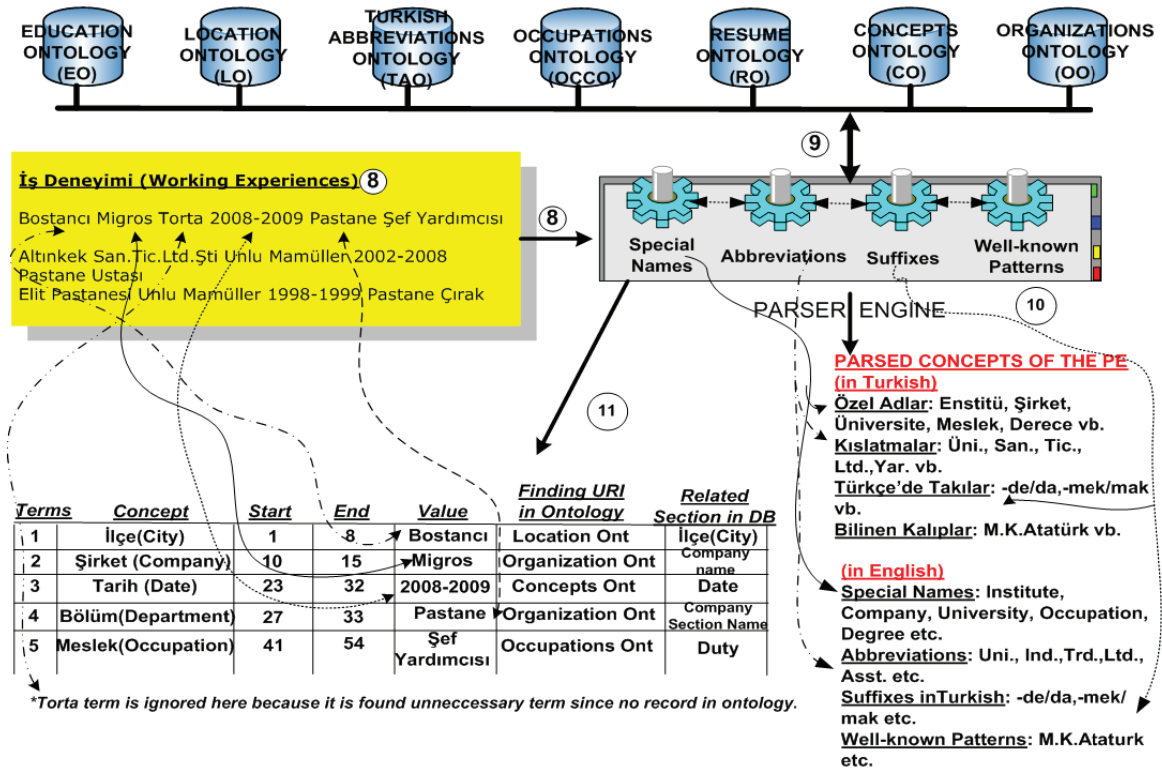 EDUCATION
ONTOLOGY
(EO)
LOCATION
ONTOLOGY
(LO)
TURKISH
ABBREVIATIONS
ONTOLOGY
(TAO)
OCCUPATIONS
ONTOLOGY
(OCCO)
RESUME
ONTOLOGY
(RO)
CONCEPTS
ONTOLOGY
(CO)
ORGANIZATIONS
ONTOLOGY
(OO)
9
İş Deneyimi (Working Experiences) 8
Bostancı Migros Torta 2008-2009 Pastane Şef Yardımcısı
Altınkek San.Tic.Ltd.Şti Unlu Mamüller 2002-2008
Pastane Ustası
Elit Pastanesi Unlu Mamüller 1998-1999 Pastane Çırak
8
Special
Names
Abbreviations
Suffixes
Well-known
Patterns
PARSER ENGINE
10
11
PARSED CONCEPTS OF THE PE
(in Turkish)
Özel Adlar: Enstitü, Şirket,
Üniversite, Meslek, Derece vb.
Kıslatmalar: Üni., San., Tic.,
Ltd.,Yar. vb.
Türkçe’de Takılar: -de/da,-mek/mak
vb.
Bilinen Kalıplar: M.K.Atatürk vb.
(in English)
Special Names: Institute,
Company, University, Occupation,
Degree etc.
Abbreviations: Uni., Ind.,Trd.,Ltd.,
Asst. etc.
Suffixes inTurkish: -de/da,-mek/
mak etc.
Well-known Patterns: M.K.Ataturk
etc.
Terms Concept Start End Value Finding URI in Ontology Related Section in DB
1 İlçe(City) 1 8 Bostancı Location Ont İlçe(City)
2 Şirket (Company) 10 15 Migros Organization Ont Company name
3 Tarih (Date) 23 32 2008-2009 Concepts Ont Date
4 Bölüm(Department) 27 33 Pastane Organization Ont Company Section Name
5 Meslek(Occupation) 41 54 Şef Yardımcısı Occupations Ont Duty
*Torta term is ignored here because it is found unneccessary term since no record in ontology.